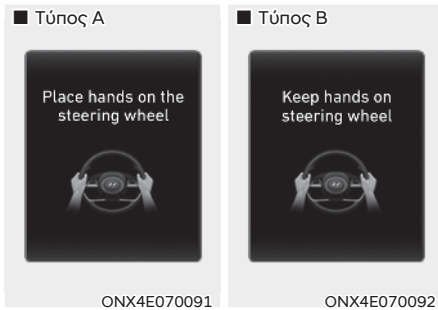 ■ Τύπος A
Place hands on the
steering wheel
ONX4E070091
■ Τύπος B
Keep hands on
steering wheel
ONX4E070092